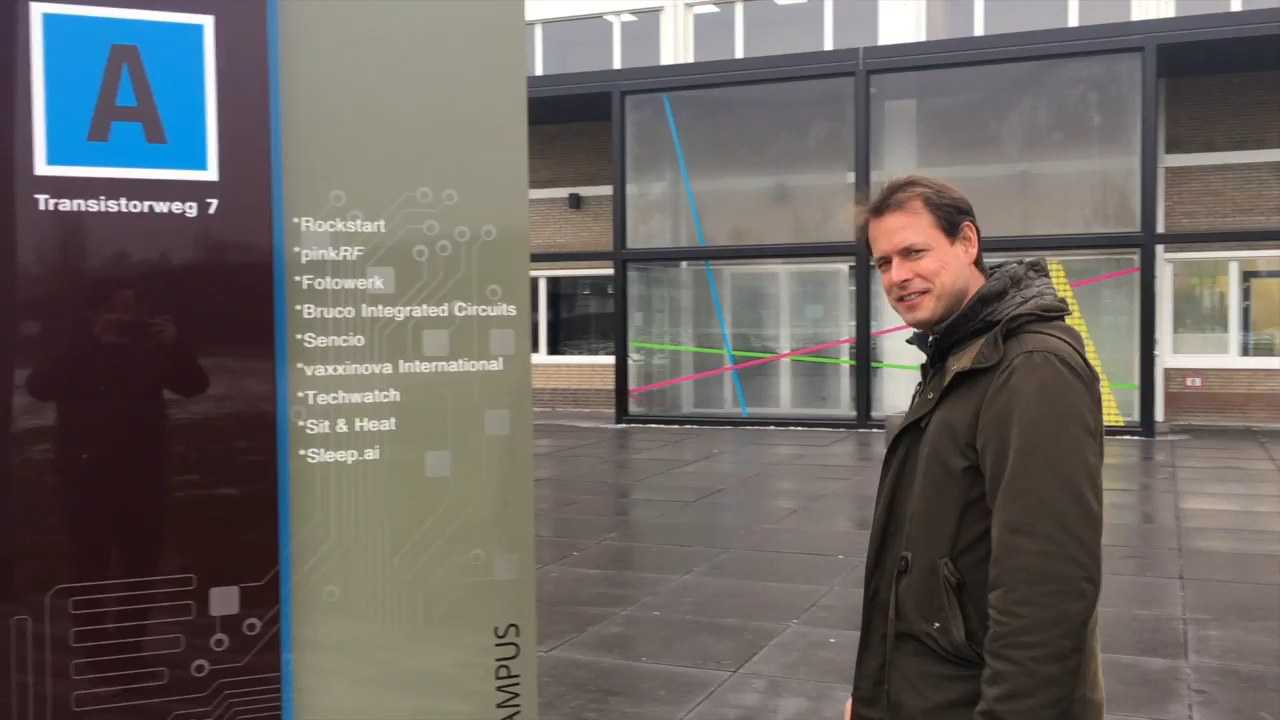 A
Transistorweg 7
*Rockstart
*pinkRF
*Fotowerk
*Bruco Integrated Circuits
*Sencio
*vaxxinova International
*Techwatch
*Sit & Heat
*Sleep.ai
AMPUS